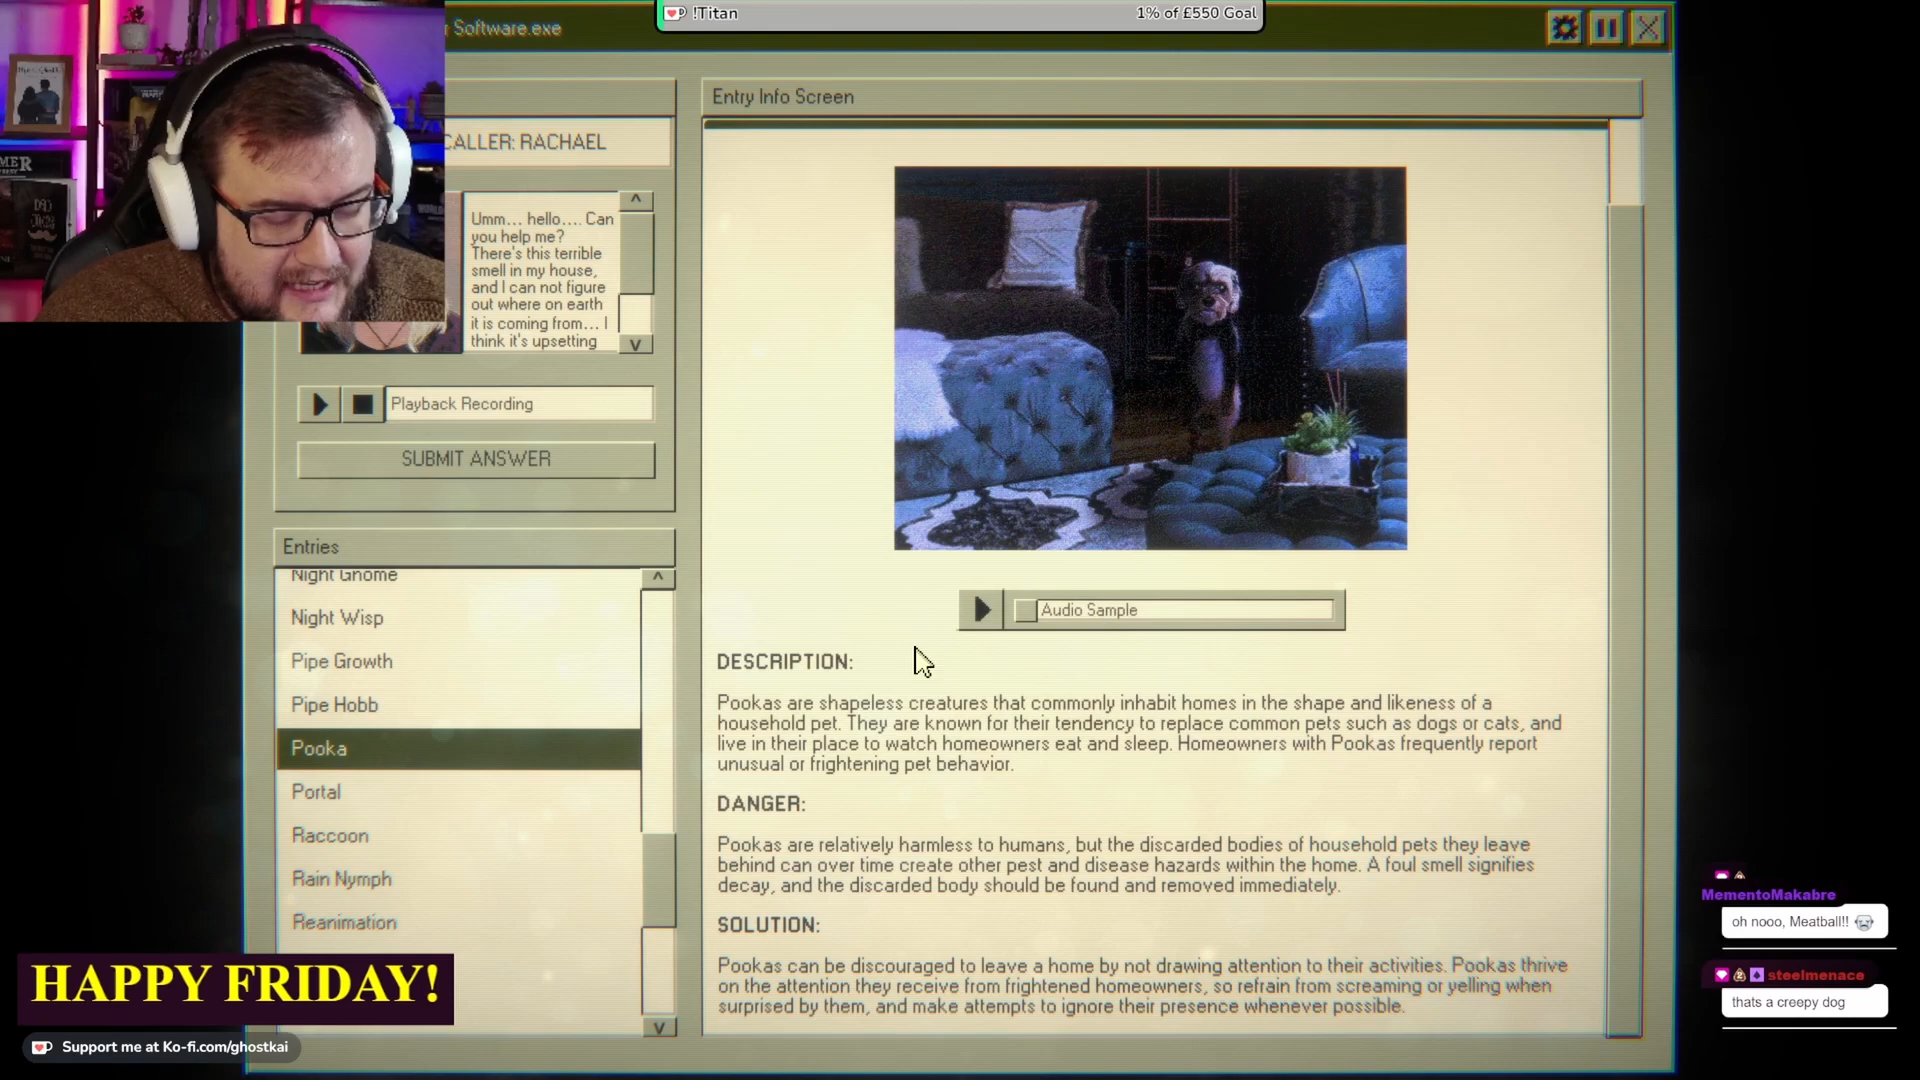 !Titan
1% of £550 Goal
r Software.exe
CALLER: RACHAEL
Umm... hello.... Can
you help me?
There's this terrible
smell in my house,
and I can not figure
out where on earth
it is coming from... I
think it's upsetting
Playback Recording
SUBMIT ANSWER
Entries
Night Gnome
Night Wisp
Pipe Growth
Pipe Hobb
Pooka
Portal
Raccoon
Rain Nymph
Reanimation
Entry Info Screen
Audio Sample
DESCRIPTION:
Pookas are shapeless creatures that commonly inhabit homes in the shape and likeness of a
household pet. They are known for their tendency to replace common pets such as dogs or cats, and
live in their place to watch homeowners eat and sleep. Homeowners with Pookas frequently report
unusual or frightening pet behavior.
DANGER:
Pookas are relatively harmless to humans, but the discarded bodies of household pets they leave
behind can over time create other pest and disease hazards within the home. A foul smell signifies
decay, and the discarded body should be found and removed immediately.
SOLUTION:
Pookas can be discouraged to leave a home by not drawing attention to their activities. Pookas thrive
on the attention they receive from frightened homeowners, so refrain from screaming or yelling when
surprised by them, and make attempts to ignore their presence whenever possible.
HAPPY FRIDAY!
Support me at Ko-fi.com/ghostkai
MementoMakabre
oh nooo, Meatball!!
steelmenace
thats a creepy dog